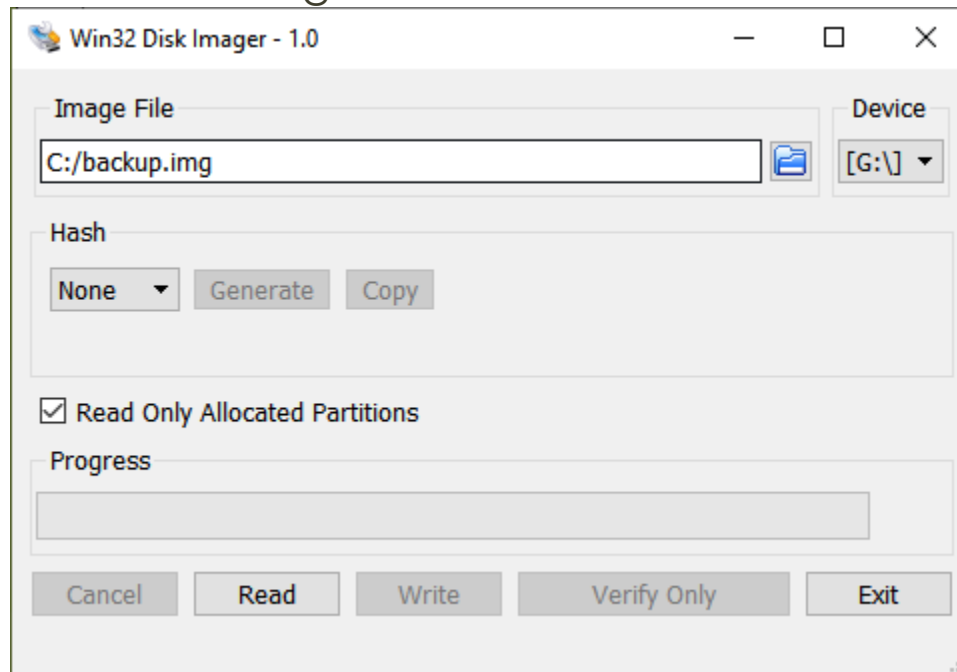 Win32 Disk Imager - 1.0
Image File
Device
C:/backup.img
[G:\]
Hash
None
Generate
Copy
Read Only Allocated Partitions
Progress
Cancel
Read
Write
Verify Only
Exit